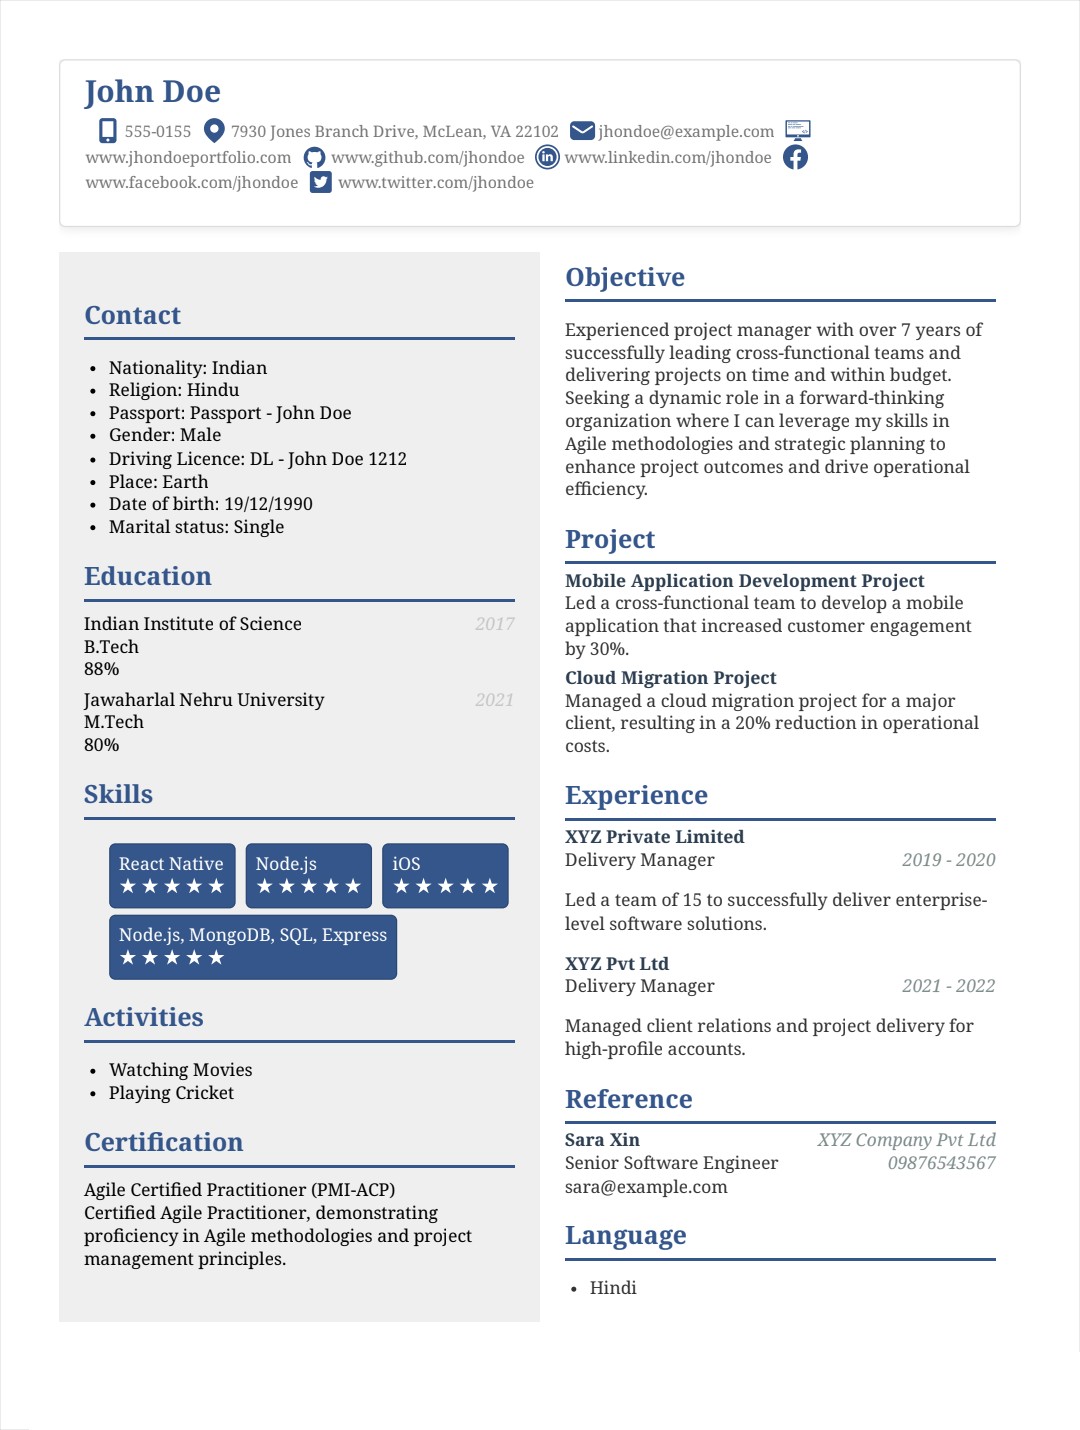 John Doe
555-0155 7930 Jones Branch Drive, McLean, VA 22102 jhondoe@example.com
www.jhondoeportfolio.com www.github.com/jhondoe in www.linkedin.com/jhondoe
www.facebook.com/jhondoe www.twitter.com/jhondoe
Contact
• Nationality: Indian
• Religion: Hindu
• Passport: Passport - John Doe
• Gender: Male
• Driving Licence: DL - John Doe 1212
• Place: Earth
• Date of birth: 19/12/1990
• Marital status: Single
Education
Indian Institute of Science 2017
B.Tech
88%
Jawaharlal Nehru University 2021
M.Tech
80%
Skills
React Native Node.js iOS
★★★★★ ★★★★★ ★★★★★
Node.js, MongoDB, SQL, Express
★★★★★
Activities
• Watching Movies
• Playing Cricket
Certification
Agile Certified Practitioner (PMI-ACP)
Certified Agile Practitioner, demonstrating
proficiency in Agile methodologies and project
management principles.
Objective
Experienced project manager with over 7 years of
successfully leading cross-functional teams and
delivering projects on time and within budget.
Seeking a dynamic role in a forward-thinking
organization where I can leverage my skills in
Agile methodologies and strategic planning to
enhance project outcomes and drive operational
efficiency.
Project
Mobile Application Development Project
Led a cross-functional team to develop a mobile
application that increased customer engagement
by 30%.
Cloud Migration Project
Managed a cloud migration project for a major
client, resulting in a 20% reduction in operational
costs.
Experience
XYZ Private Limited
Delivery Manager 2019 - 2020
Led a team of 15 to successfully deliver enterprise-
level software solutions.
XYZ Pvt Ltd
Delivery Manager 2021 - 2022
Managed client relations and project delivery for
high-profile accounts.
Reference
Sara Xin XYZ Company Pvt Ltd
Senior Software Engineer 09876543567
sara@example.com
Language
• Hindi